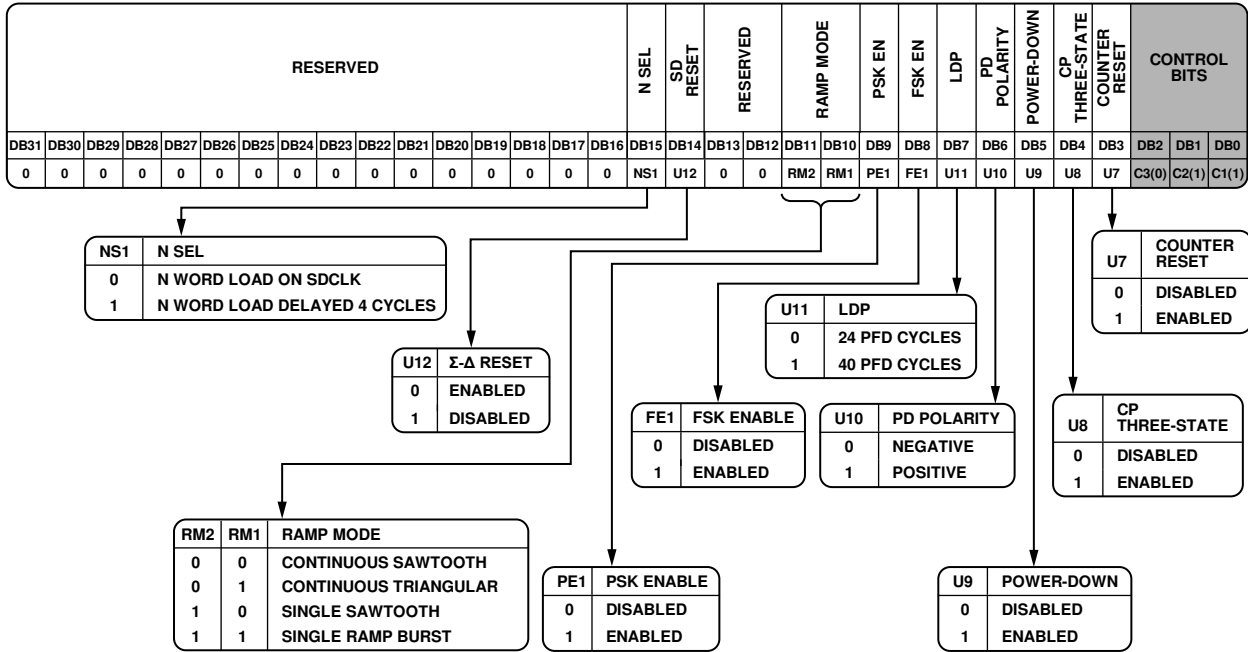 RESERVED
N SEL
SD RESET
RESERVED
RAMP MODE
PSK EN
FSK EN
LDP
PD POLARITY
POWER-DOWN
CP THREE-STATE
COUNTER RESET
CONTROL BITS
DB31 DB30 DB29 DB28 DB27 DB26 DB25 DB24 DB23 DB22 DB21 DB20 DB19 DB18 DB17 DB16 DB15 DB14 DB13 DB12 DB11 DB10 DB9 DB8 DB7 DB6 DB5 DB4 DB3 DB2 DB1 DB0
0 0 0 0 0 0 0 0 0 0 0 0 0 0 0 0 NS1 U12 0 0 RM2 RM1 PE1 FE1 U11 U10 U9 U8 U7 C3(0) C2(1) C1(1)
NS1 N SEL
0 N WORD LOAD ON SDCLK
1 N WORD LOAD DELAYED 4 CYCLES
U7 COUNTER RESET
0 DISABLED
1 ENABLED
U11 LDP
0 24 PFD CYCLES
1 40 PFD CYCLES
U12 Σ-Δ RESET
0 ENABLED
1 DISABLED
FE1 FSK ENABLE
0 DISABLED
1 ENABLED
U10 PD POLARITY
0 NEGATIVE
1 POSITIVE
U8 CP THREE-STATE
0 DISABLED
1 ENABLED
RM2 RM1 RAMP MODE
0 0 CONTINUOUS SAWTOOTH
0 1 CONTINUOUS TRIANGULAR
1 0 SINGLE SAWTOOTH
1 1 SINGLE RAMP BURST
PE1 PSK ENABLE
0 DISABLED
1 ENABLED
U9 POWER-DOWN
0 DISABLED
1 ENABLED